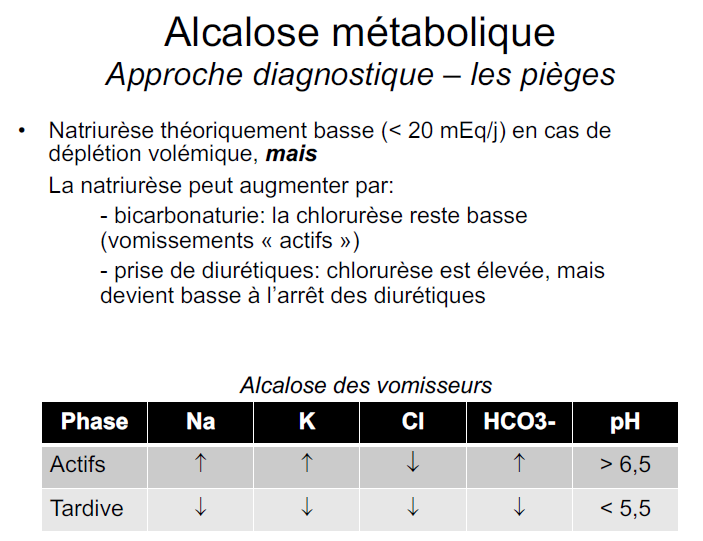 Alcalose métabolique
Approche diagnostique – les pièges
• Natriurèse théoriquement basse (< 20 mEq/j) en cas de
déplétion volémique, mais
La natriurèse peut augmenter par:
- bicarbonaturie: la chlorurèse reste basse
(vomissements « actifs »)
- prise de diurétiques: chlorurèse est élevée, mais
devient basse à l’arrêt des diurétiques
Alcalose des vomisseurs
Phase Na K Cl HCO3- pH
Actifs ↑ ↑ ↓ ↑ > 6,5
Tardive ↓ ↓ ↓ ↓ < 5,5